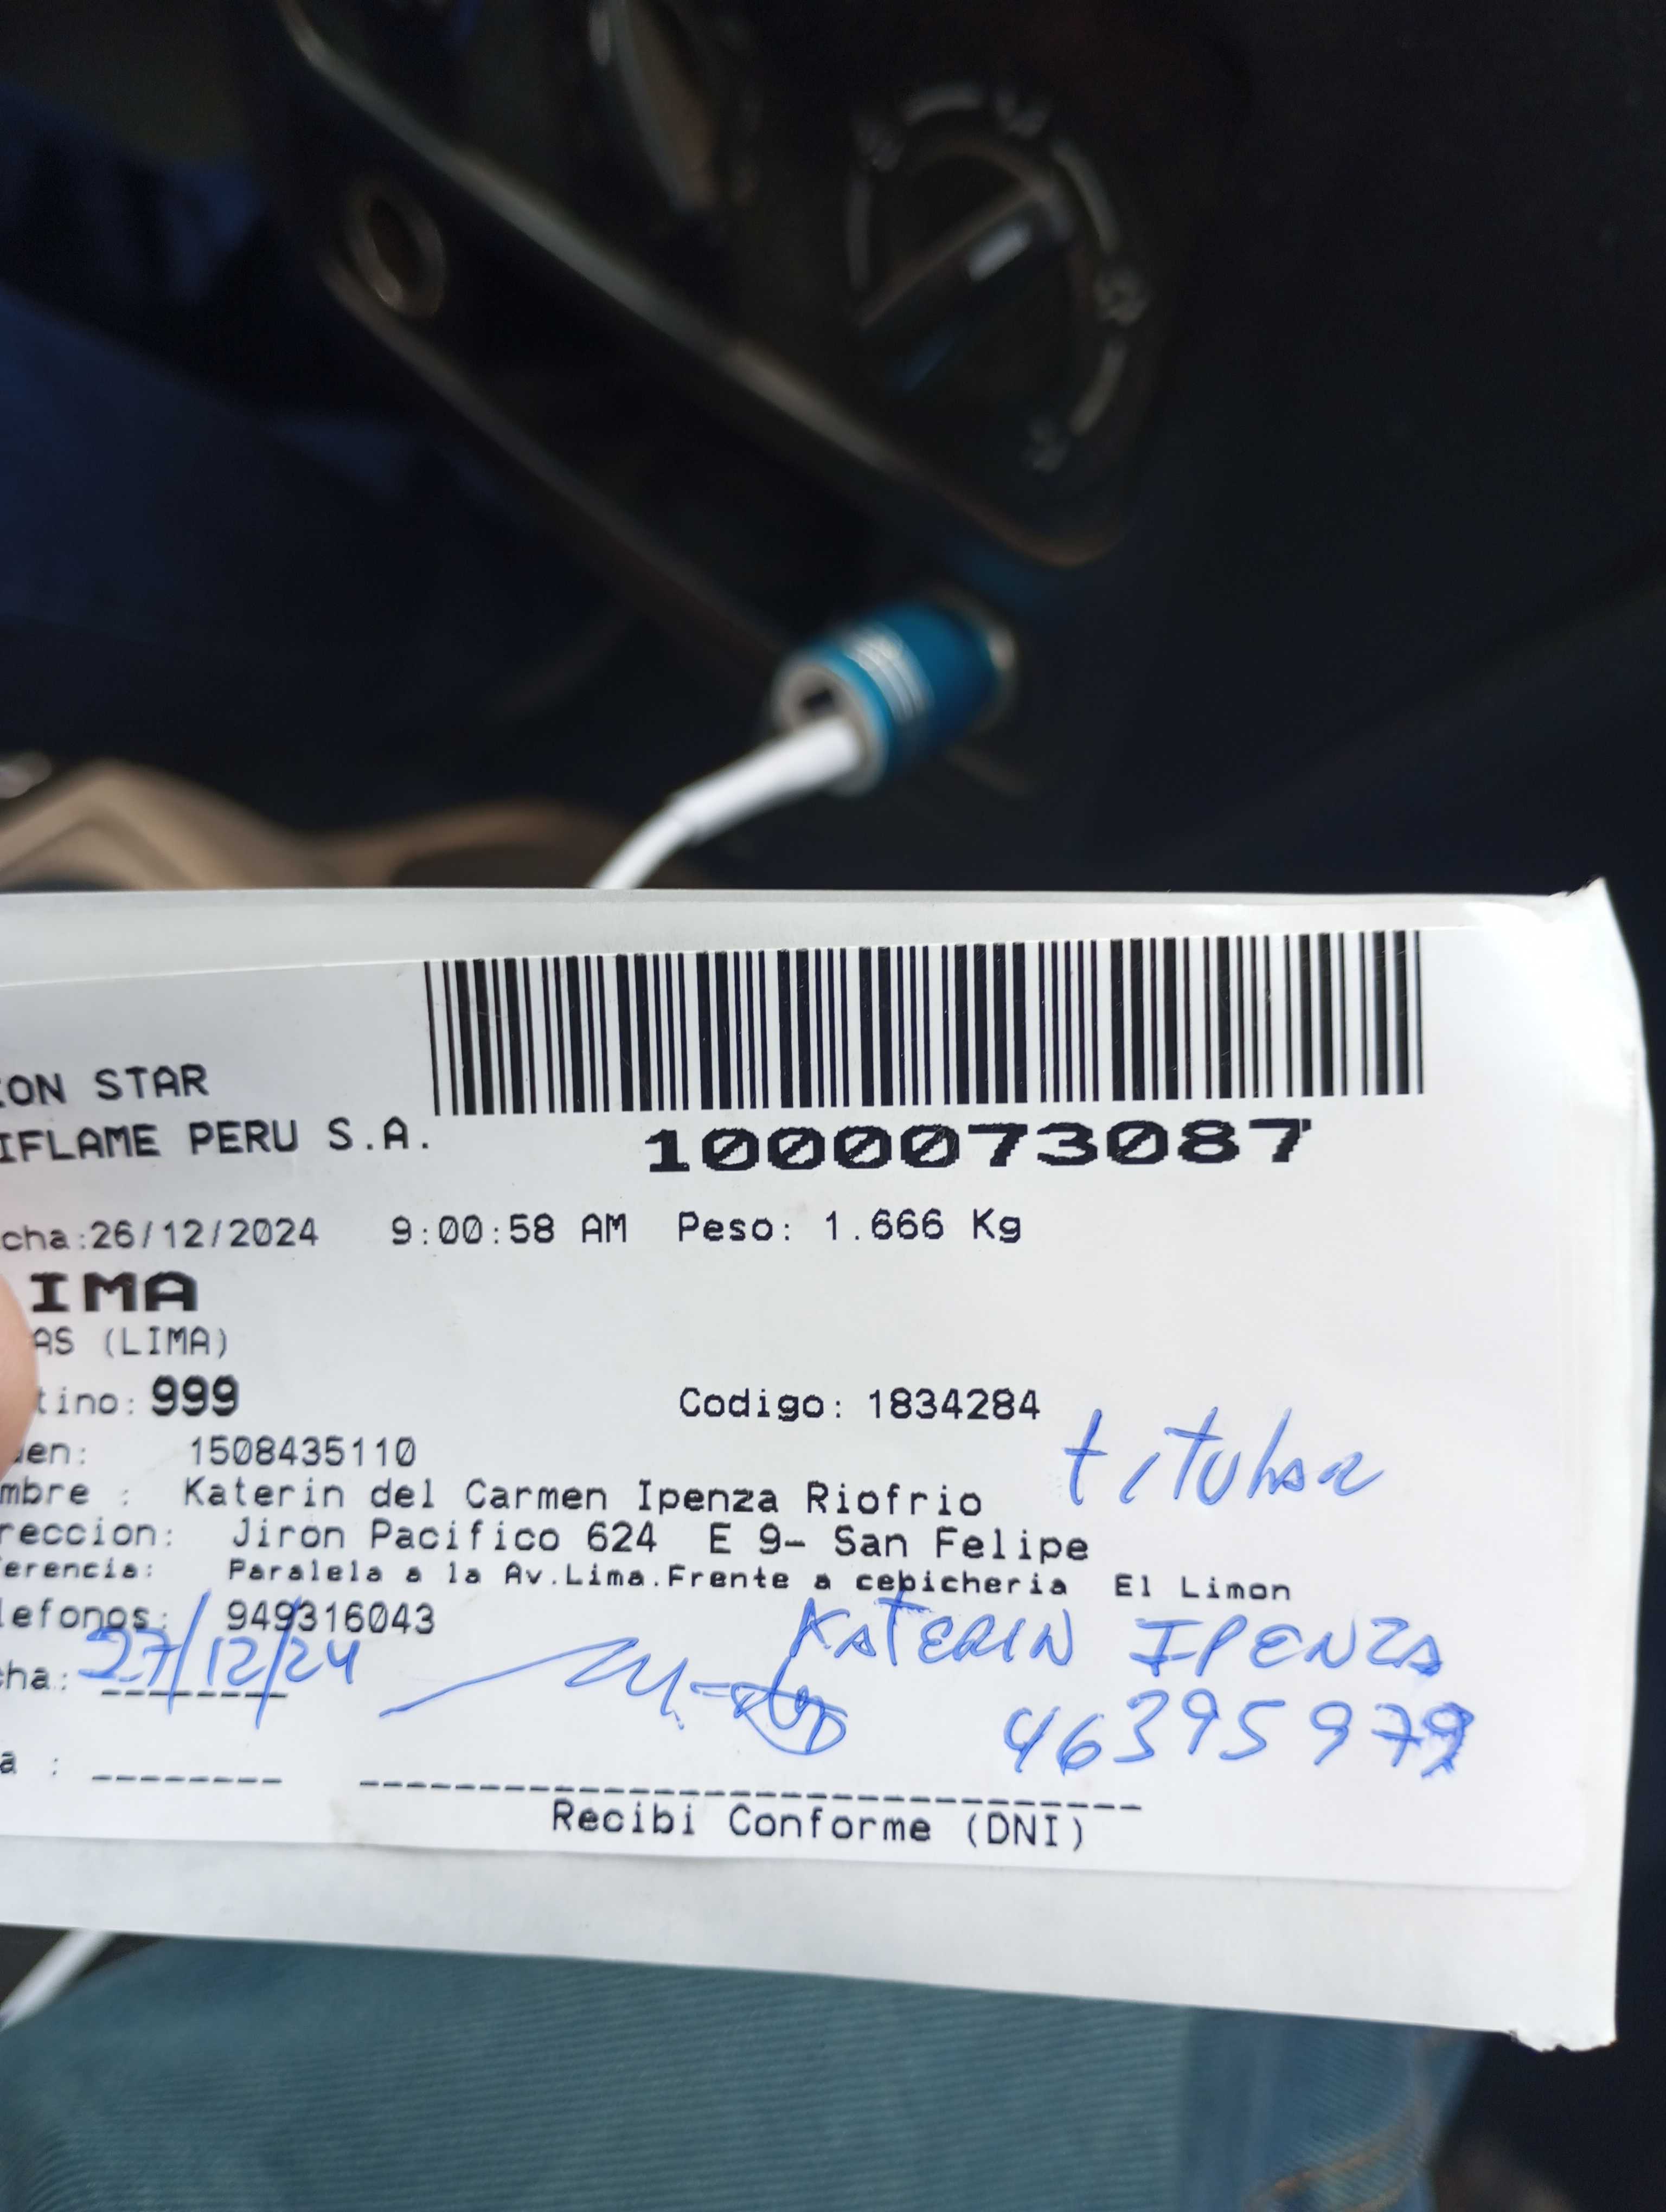 ION STAR
IFLAME PERU S.A.
1000073087
cha:26/12/2024 9:00:58 AM Peso: 1.666 Kg
IMA
AS (LIMA)
tino: 999 Codigo: 1834284
titular
den: 1508435110
mbre : Katerin del Carmen Ipenza Riofrio
reccion: Jiron Pacifico 624 E 9- San Felipe
ferencia: Paralela a la Av.Lima.Frente a cebicheria El Limon
lefonos: 949316043
KATERIN IPENZA
cha: 27/12/24
46395979
a :
Recibi Conforme (DNI)